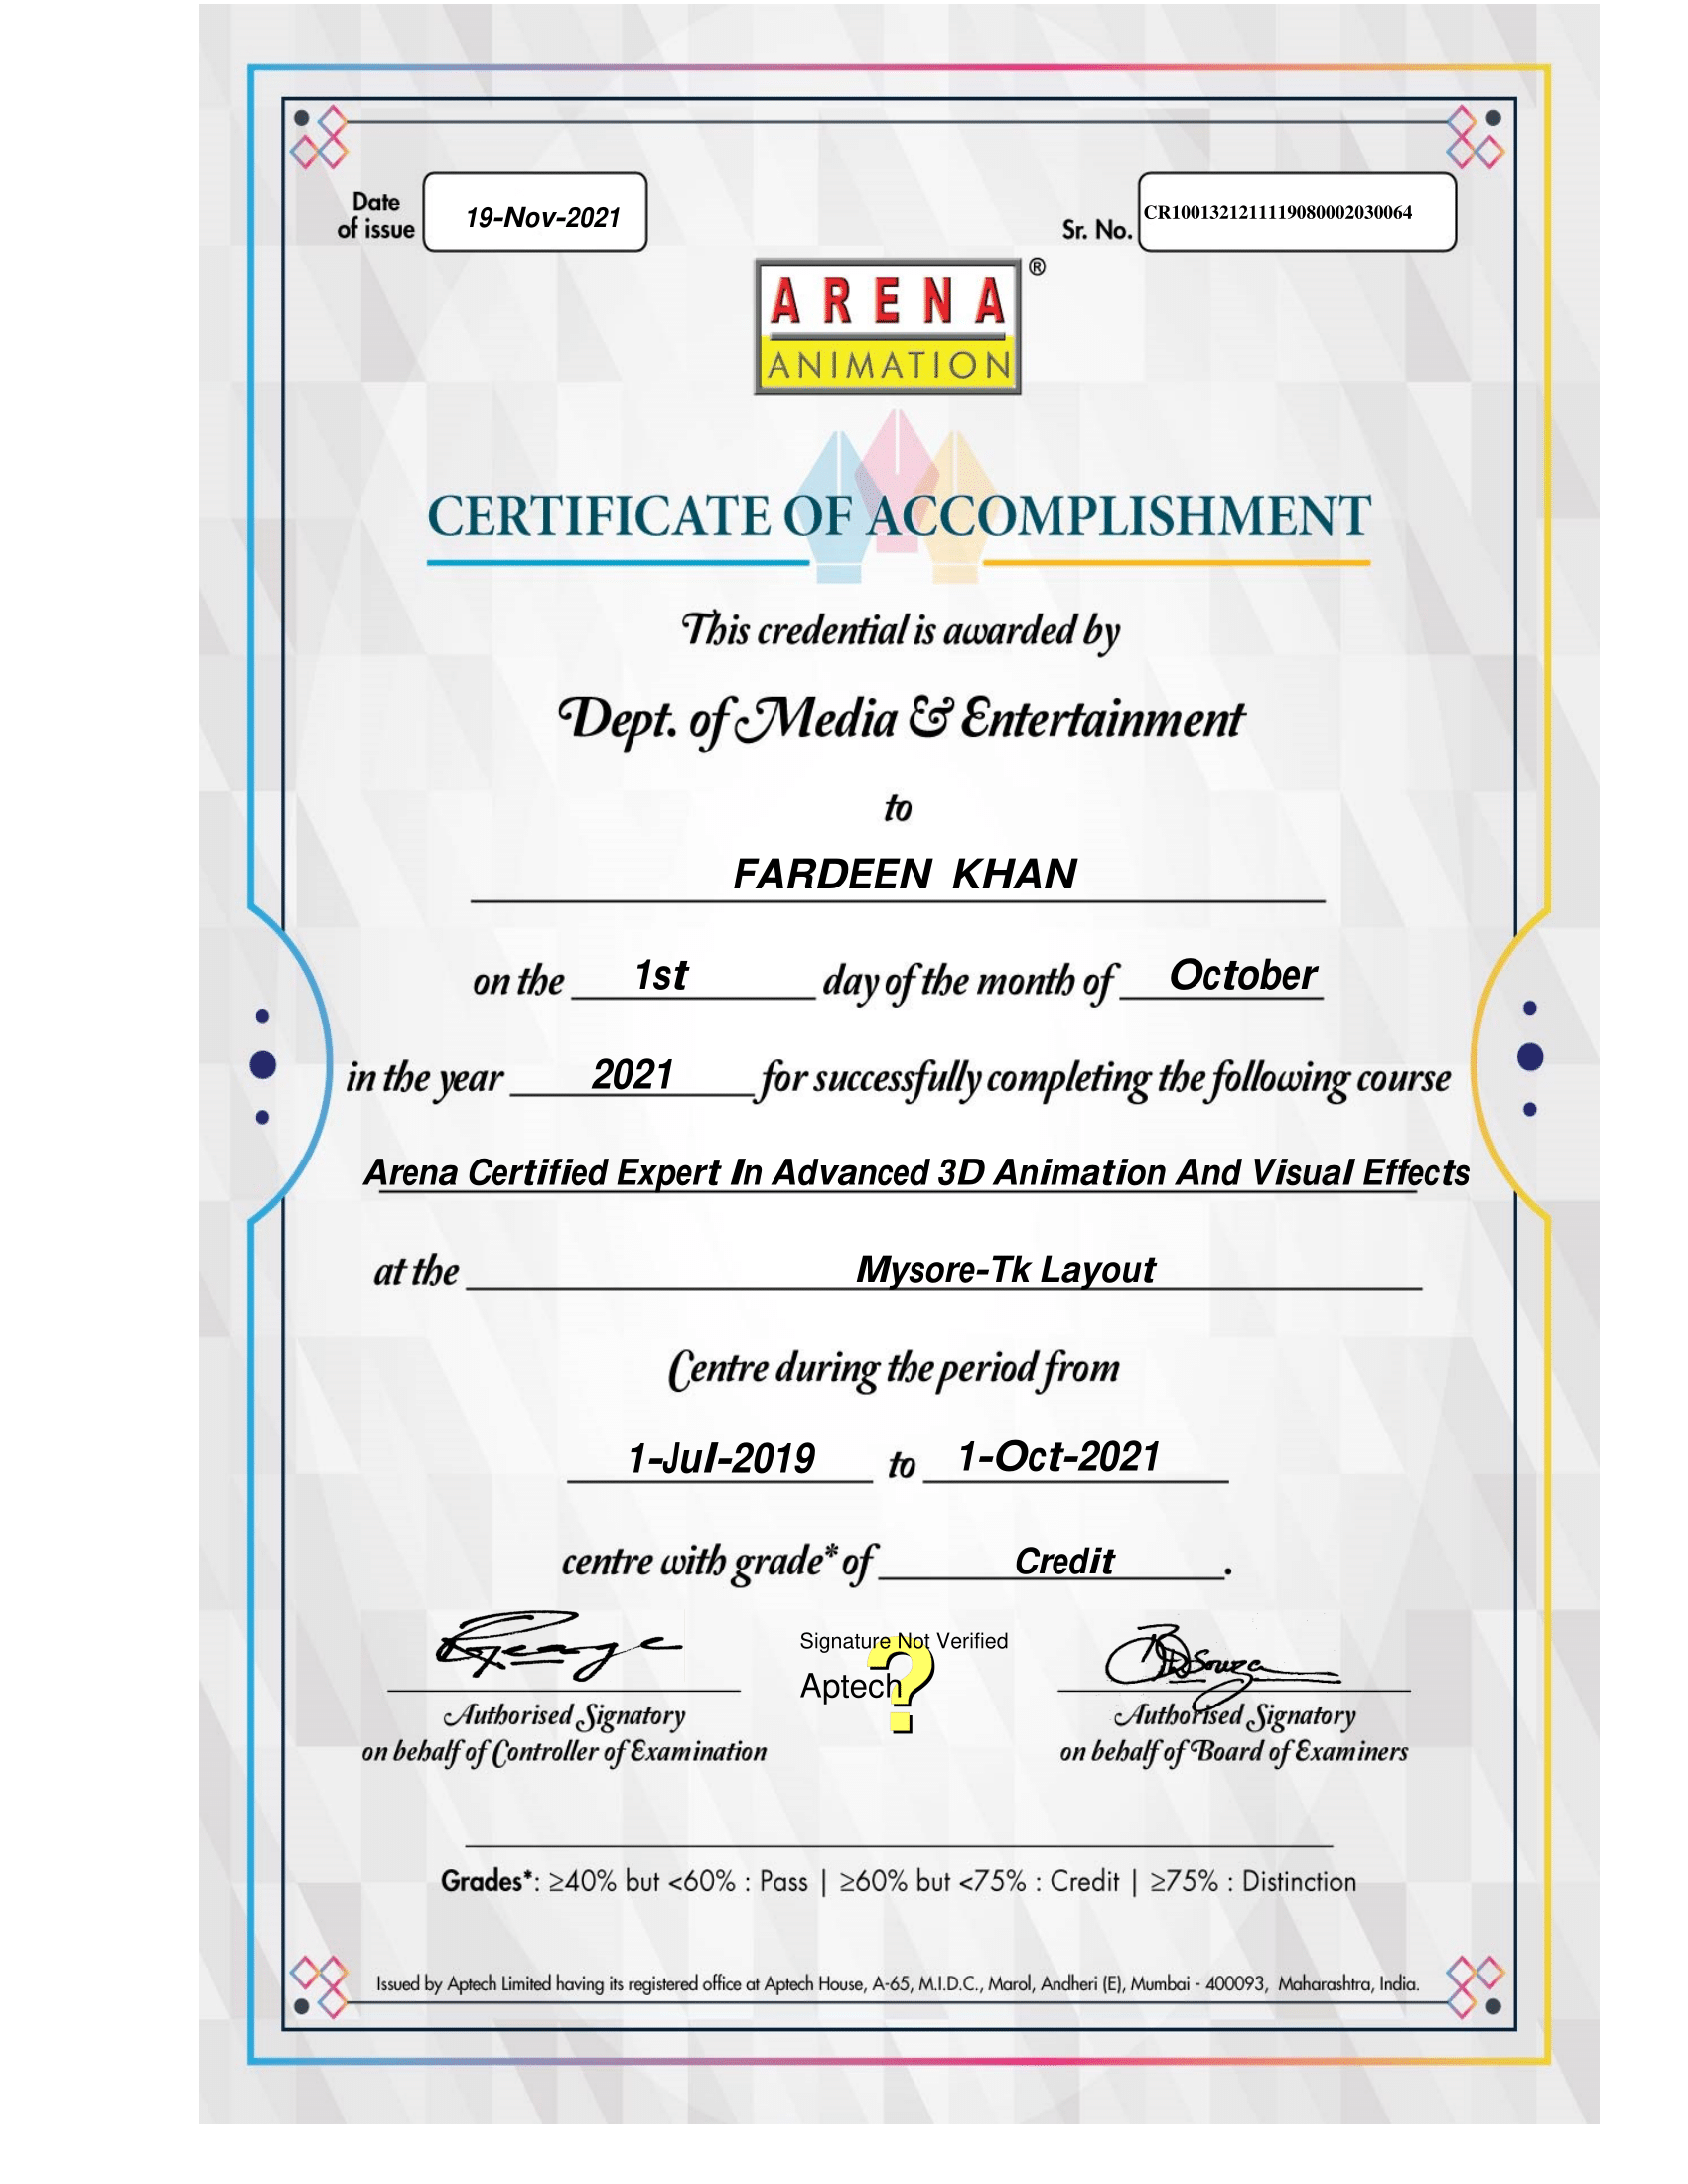 Date
of issue
19-Nov-2021
Sr. No.
CR1001321211119080002030064
ARENA
ANIMATION
®
CERTIFICATE OF ACCOMPLISHMENT
This credential is awarded by
Dept. of Media & Entertainment
to
FARDEEN KHAN
on the 1st day of the month of October
in the year 2021 for successfully completing the following course
Arena Certified Expert In Advanced 3D Animation And Visual Effects
at the Mysore-Tk Layout
Centre during the period from
1-Jul-2019 to 1-Oct-2021
centre with grade* of Credit.
Signature Not Verified
Aptech
?
Authorised Signatory
on behalf of Controller of Examination
Authorised Signatory
on behalf of Board of Examiners
Grades*: ≥40% but <60% : Pass | ≥60% but <75% : Credit | ≥75% : Distinction
Issued by Aptech Limited having its registered office at Aptech House, A-65, M.I.D.C., Marol, Andheri (E), Mumbai - 400093, Maharashtra, India.